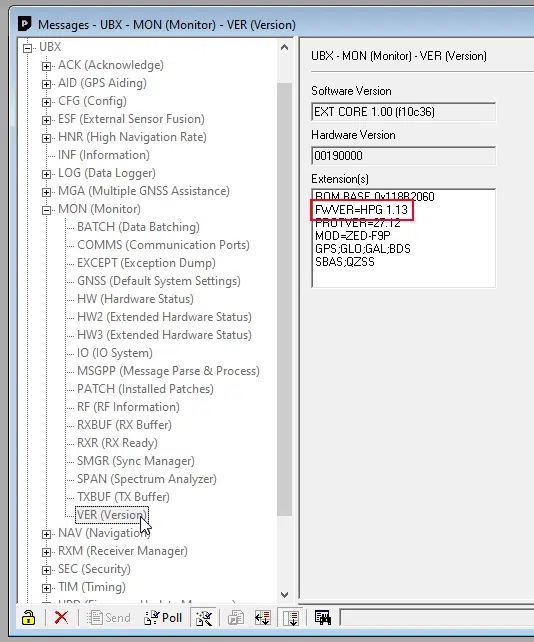 Messages - UBX - MON (Monitor) - VER (Version)
UBX
ACK (Acknowledge)
AID (GPS Aiding)
CFG (Config)
ESF (External Sensor Fusion)
HNR (High Navigation Rate)
INF (Information)
LOG (Data Logger)
MGA (Multiple GNSS Assistance)
MON (Monitor)
BATCH (Data Batching)
COMMS (Communication Ports)
EXCEPT (Exception Dump)
GNSS (Default System Settings)
HW (Hardware Status)
HW2 (Extended Hardware Status)
HW3 (Extended Hardware Status)
IO (IO System)
MSGPP (Message Parse & Process)
PATCH (Installed Patches)
RF (RF Information)
RXBUF (RX Buffer)
RXR (RX Ready)
SMGR (Sync Manager)
SPAN (Spectrum Analyzer)
TXBUF (TX Buffer)
VER (Version)
NAV (Navigation)
RXM (Receiver Manager)
SEC (Security)
TIM (Timing)
UBX - MON (Monitor) - VER (Version)
Software Version
EXT CORE 1.00 (f10c36)
Hardware Version
00190000
Extension(s)
ROM BASE 0x118B2060
FWVER=HPG 1.13
PROTVER=27.12
MOD=ZED-F9P
GPS;GLO;GAL;BDS
SBAS;QZSS
Send
Poll